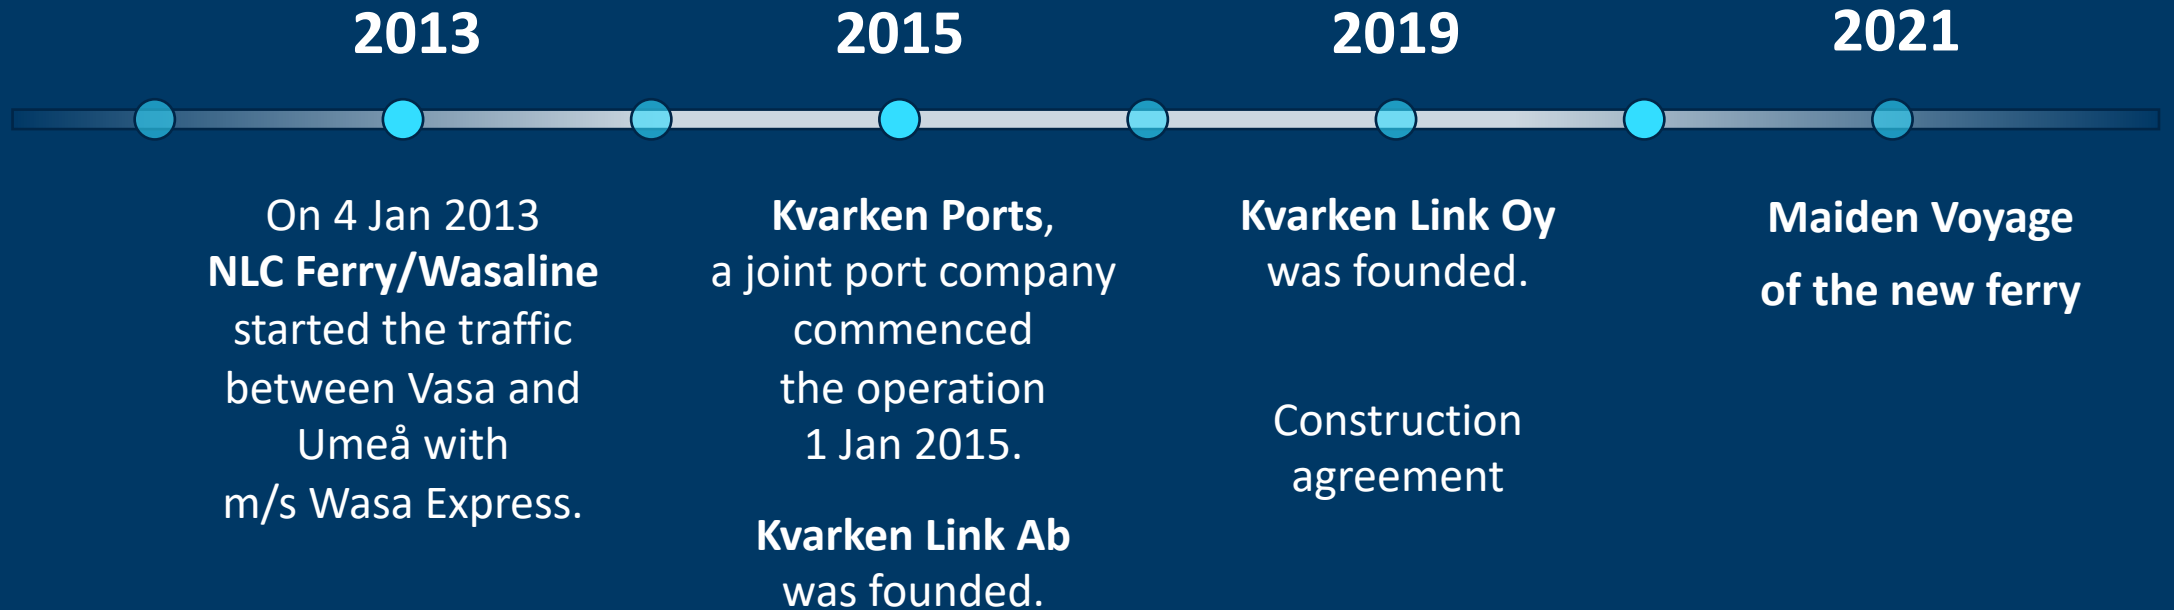 2013
On 4 Jan 2013
NLC Ferry/Wasaline
started the traffic
between Vasa and
Umeå with
m/s Wasa Express.
2015
Kvarken Ports,
a joint port company
commenced
the operation
1 Jan 2015.
Kvarken Link Ab
was founded.
2019
Kvarken Link Oy
was founded.
Construction
agreement
2021
Maiden Voyage
of the new ferry